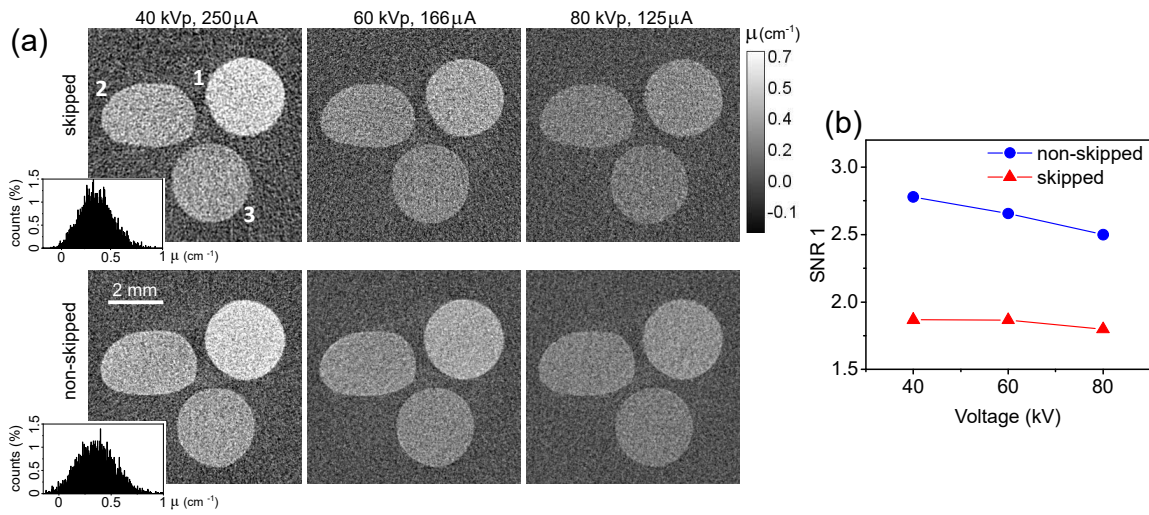 40 kVp, 250μA
60 kVp, 166μA
80 kVp, 125μA
(a)
skipped
1
2
3
μ (cm⁻¹)
0.7
0.4
0.2
0.0
-0.1
counts (%)
1.5
1
0.5
0
0
0.5
1
μ (cm⁻¹)
non-skipped
2 mm
counts (%)
1.5
1
0.5
0
0
0.5
1
μ (cm⁻¹)
(b)
non-skipped
skipped
SNR 1
3.0
2.5
2.0
1.5
40
60
80
Voltage (kV)